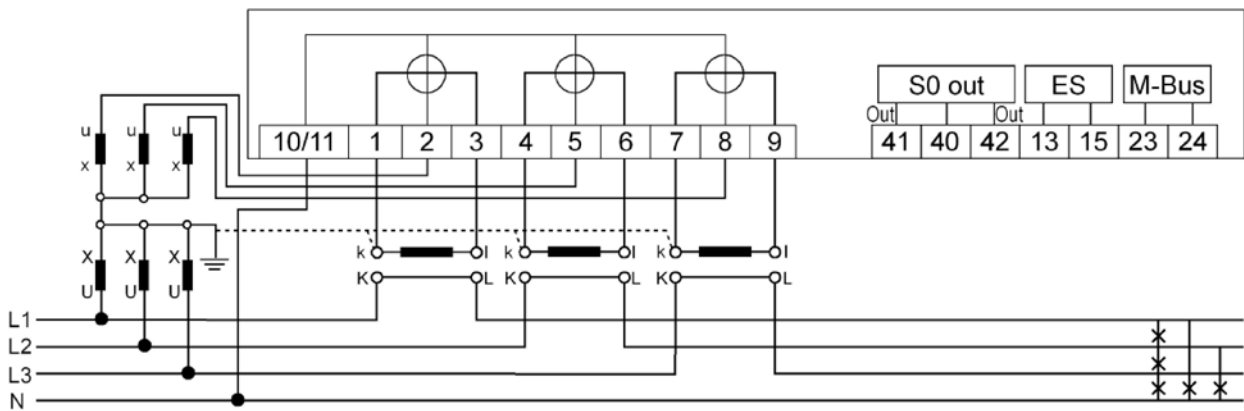 S0 out ES M-Bus
Out Out
10/11 1 2 3 4 5 6 7 8 9 41 40 42 13 15 23 24
u u u
x x x
k l k l k l
K L K L K L
X X X
U U U
L1
L2
L3
N